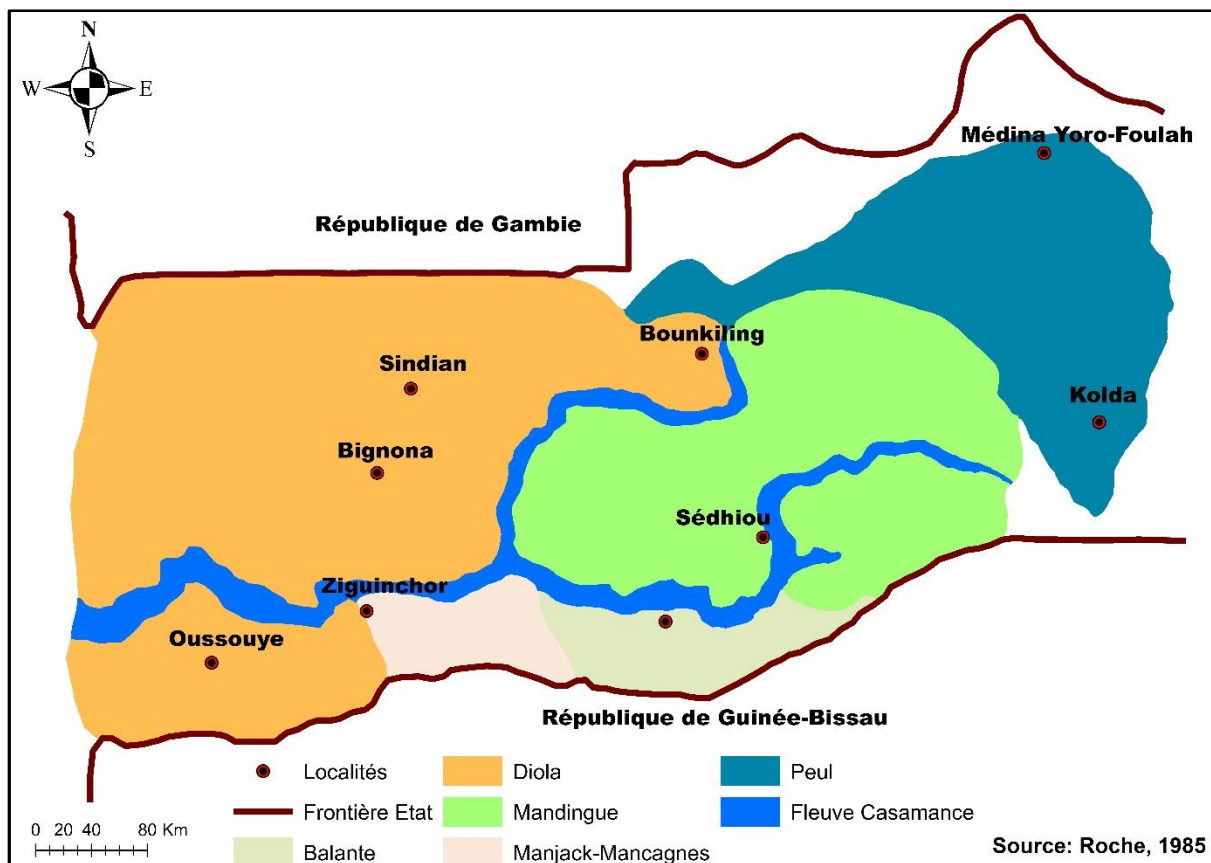 N
W E
S
Médina Yoro-Foulah
République de Gambie
Bounkiling
Sindian
Kolda
Bignona
Sédhiou
Ziguinchor
Oussouye
République de Guinée-Bissau
Localités Diola Peul
Frontière Etat Mandingue Fleuve Casamance
0 20 40 80 Km
Balante Manjack-Mancagnes
Source: Roche, 1985